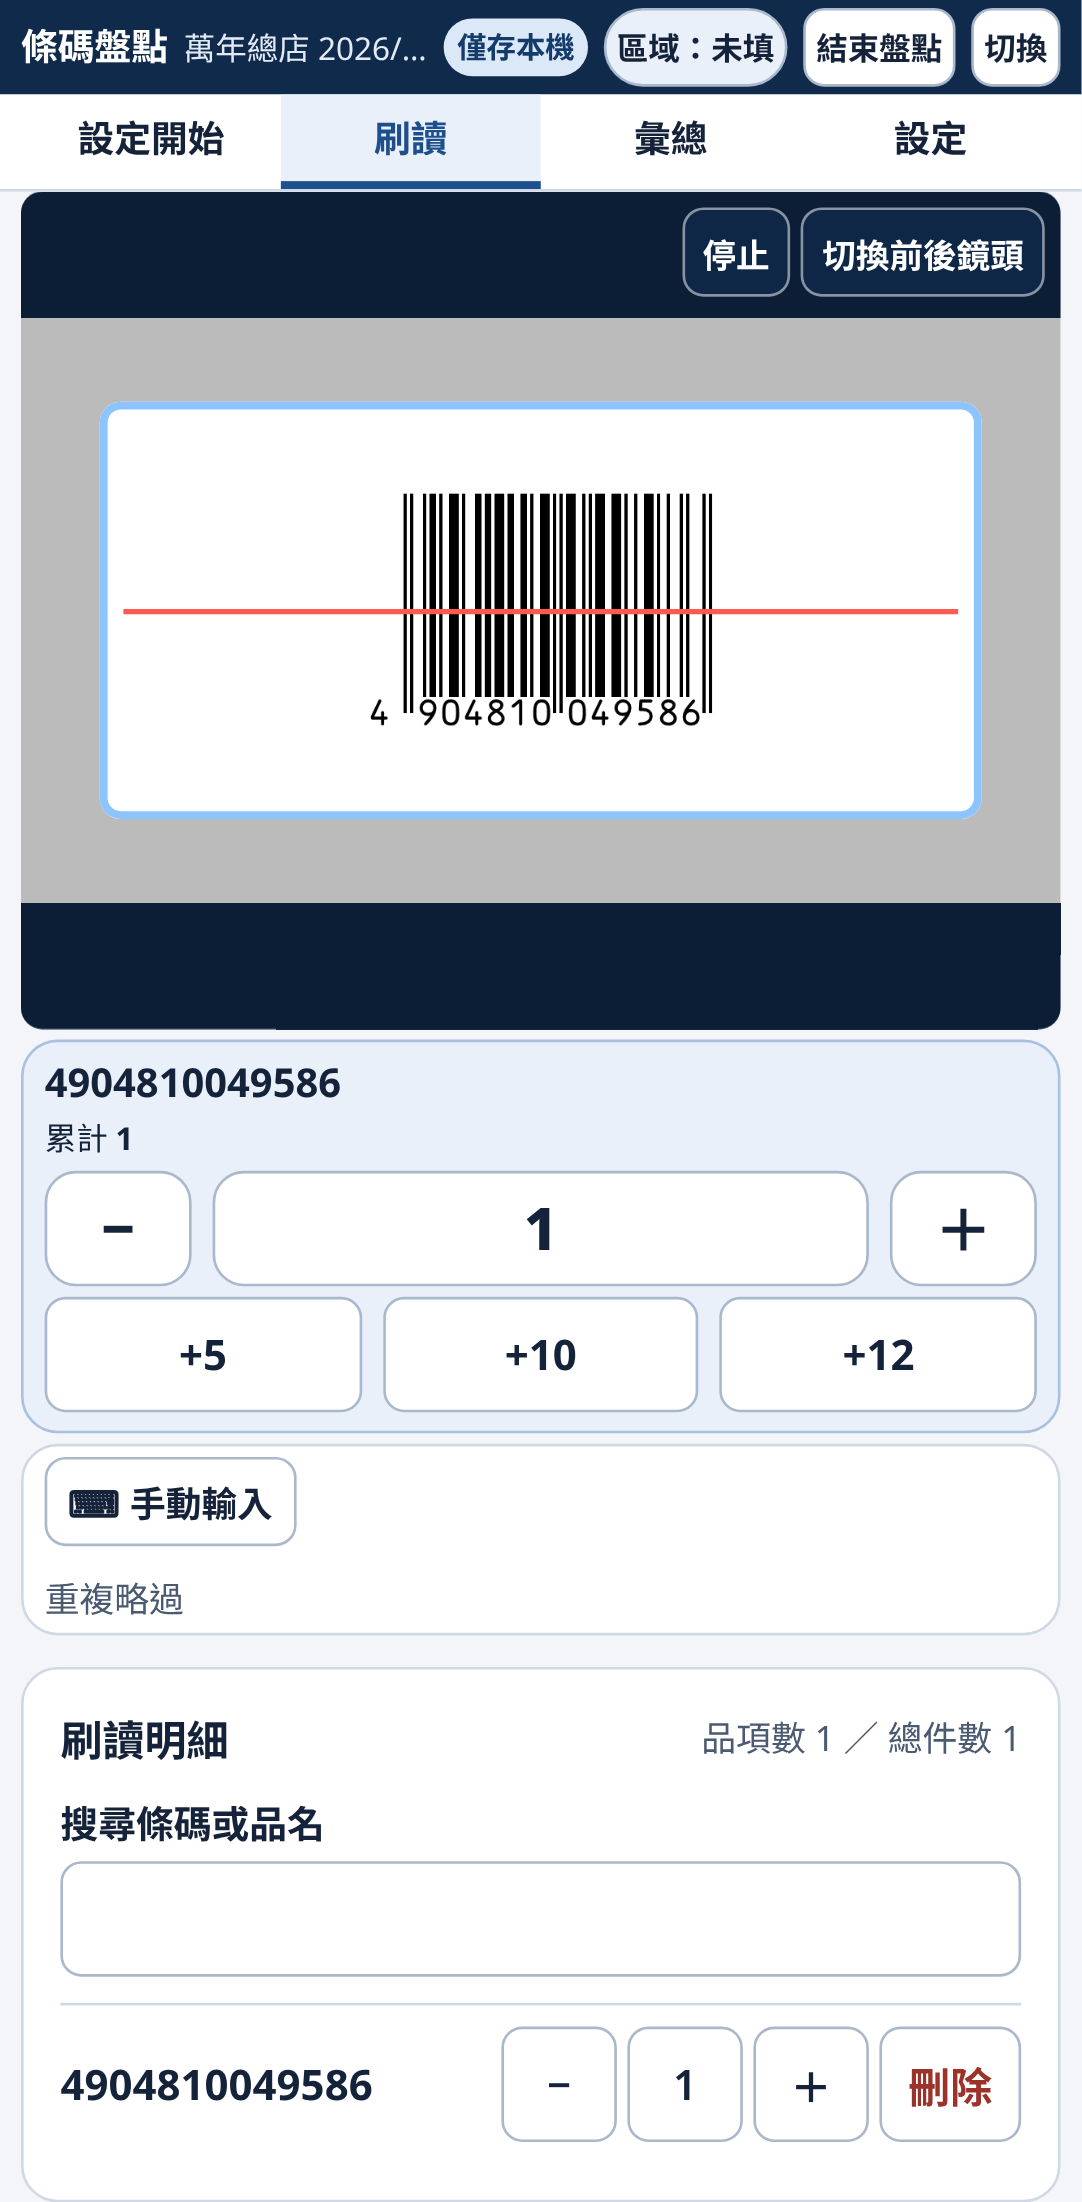 條碼盤點 萬年總店 2026/... 僅存本機 區域：未填 結束盤點 切換
設定開始 刷讀 彙總 設定
停止 切換前後鏡頭
4 904810 049586
4904810049586
累計 1
− 1 ＋
+5 +10 +12
⌨ 手動輸入
重複略過
刷讀明細 品項數 1 ／ 總件數 1
搜尋條碼或品名
4904810049586 − 1 ＋ 刪除